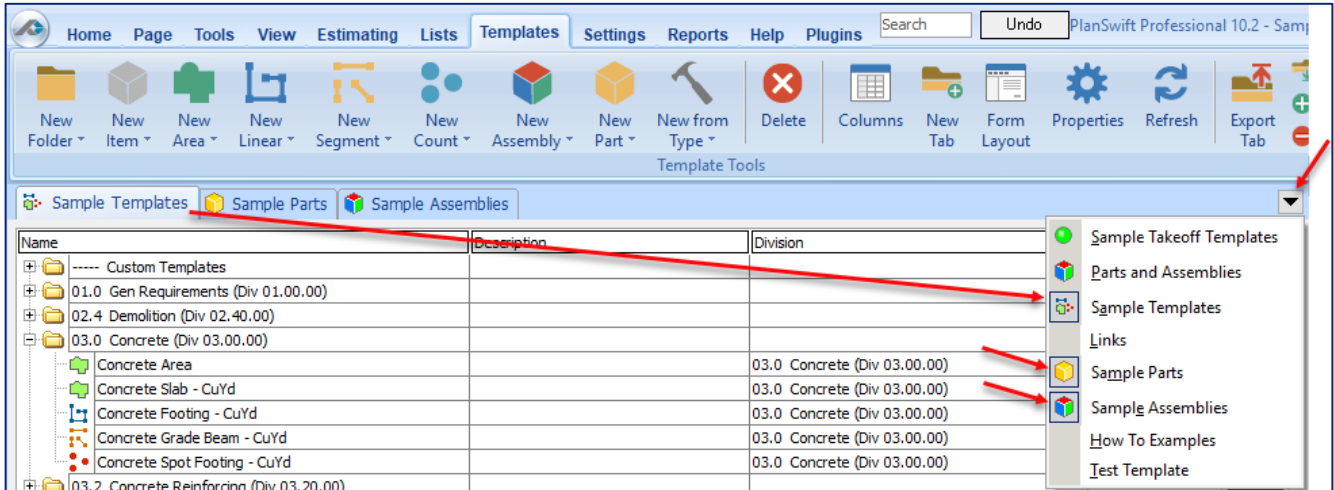 Home Page Tools View Estimating Lists Templates Settings Reports Help Plugins Search Undo PlanSwift Professional 10.2 - Samp
New Folder
New Item
New Area
New Linear
New Segment
New Count
New Assembly
New Part
New from Type
Delete
Columns
New Tab
Form Layout
Properties
Refresh
Export Tab
Template Tools
Sample Templates Sample Parts Sample Assemblies
Name Description Division
----- Custom Templates
01.0 Gen Requirements (Div 01.00.00)
02.4 Demolition (Div 02.40.00)
03.0 Concrete (Div 03.00.00)
Concrete Area 03.0 Concrete (Div 03.00.00)
Concrete Slab - CuYd 03.0 Concrete (Div 03.00.00)
Concrete Footing - CuYd 03.0 Concrete (Div 03.00.00)
Concrete Grade Beam - CuYd 03.0 Concrete (Div 03.00.00)
Concrete Spot Footing - CuYd 03.0 Concrete (Div 03.00.00)
03.2 Concrete Reinforcing (Div 03.20.00)
Sample Takeoff Templates
Parts and Assemblies
Sample Templates
Links
Sample Parts
Sample Assemblies
How To Examples
Test Template